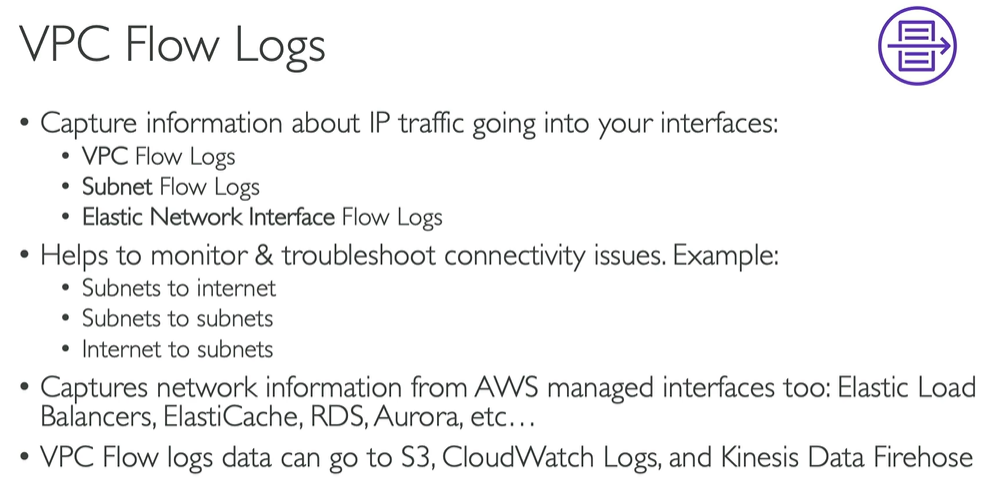 VPC Flow Logs
• Capture information about IP traffic going into your interfaces:
• VPC Flow Logs
• Subnet Flow Logs
• Elastic Network Interface Flow Logs
• Helps to monitor & troubleshoot connectivity issues. Example:
• Subnets to internet
• Subnets to subnets
• Internet to subnets
• Captures network information from AWS managed interfaces too: Elastic Load
Balancers, ElastiCache, RDS, Aurora, etc…
• VPC Flow logs data can go to S3, CloudWatch Logs, and Kinesis Data Firehose